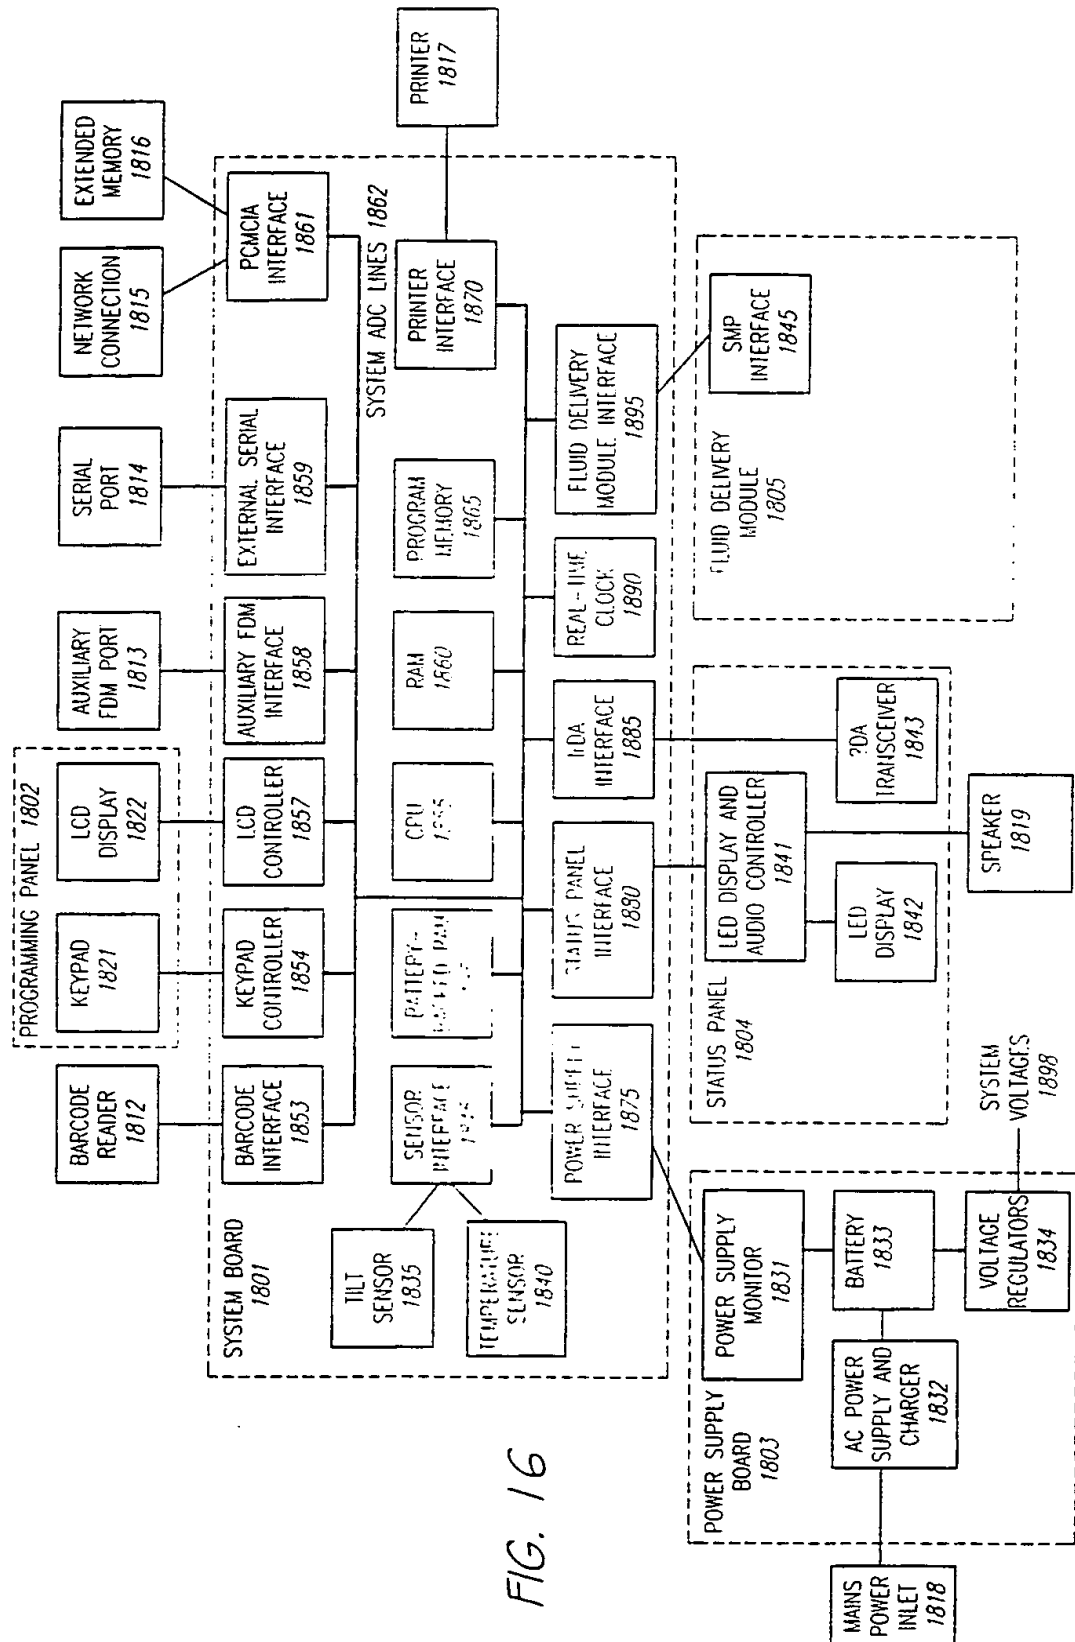 PROGRAMMING PANEL 1802
BARCODE
READER
1812
KEYPAD
1821
LCD
DISPLAY
1822
AUXILIARY
FDM PORT
1813
SERIAL
PORT
1814
NETWORK
CONNECTION
1815
EXTENDED
MEMORY
1816
SYSTEM BOARD
1801
BARCODE
INTERFACE
1853
KEYPAD
CONTROLLER
1854
LCD
CONTROLLER
1857
AUXILIARY FDM
INTERFACE
1858
EXTERNAL SERIAL
INTERFACE
1859
PCMCIA
INTERFACE
1861
SYSTEM ADC LINES 1862
TILT
SENSOR
1835
TEMPERATURE
SENSOR
1840
SENSOR
INTERFACE
BATTERY-
RAM
CPU
RAM
1860
PROGRAM
MEMORY
1865
PRINTER
INTERFACE
1870
PRINTER
1817
POWER SUPPLY
INTERFACE
1875
STATUS PANEL
INTERFACE
1880
IrDA
INTERFACE
1885
REAL-TIME
CLOCK
1890
FLUID DELIVERY
MODULE INTERFACE
1895
POWER SUPPLY
BOARD
1803
POWER SUPPLY
MONITOR
1831
AC POWER
SUPPLY AND
CHARGER
1832
BATTERY
1833
VOLTAGE
REGULATORS
1834
MAINS
POWER
INLET
1818
SYSTEM
VOLTAGES
1898
STATUS PANEL
1804
LED DISPLAY AND
AUDIO CONTROLLER
1841
LED
DISPLAY
1842
TRANSCEIVER
1843
SPEAKER
1819
FLUID DELIVERY
MODULE
1805
SMP
INTERFACE
1845
FIG. 16